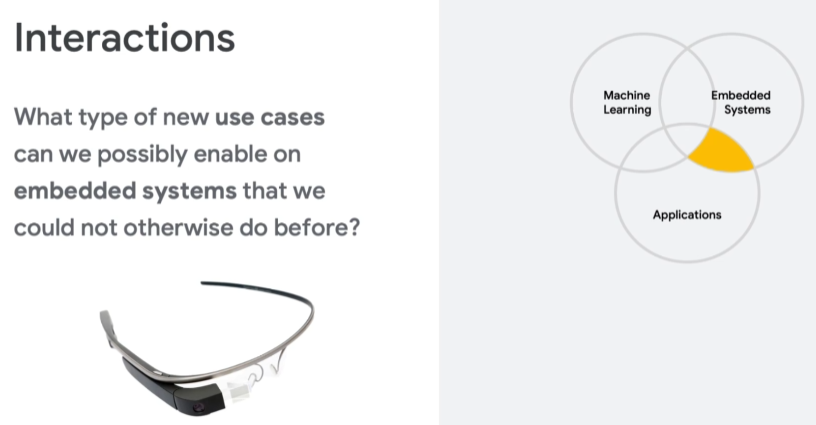 Interactions
What type of new use cases
can we possibly enable on
embedded systems that we
could not otherwise do before?
Machine
Learning
Embedded
Systems
Applications